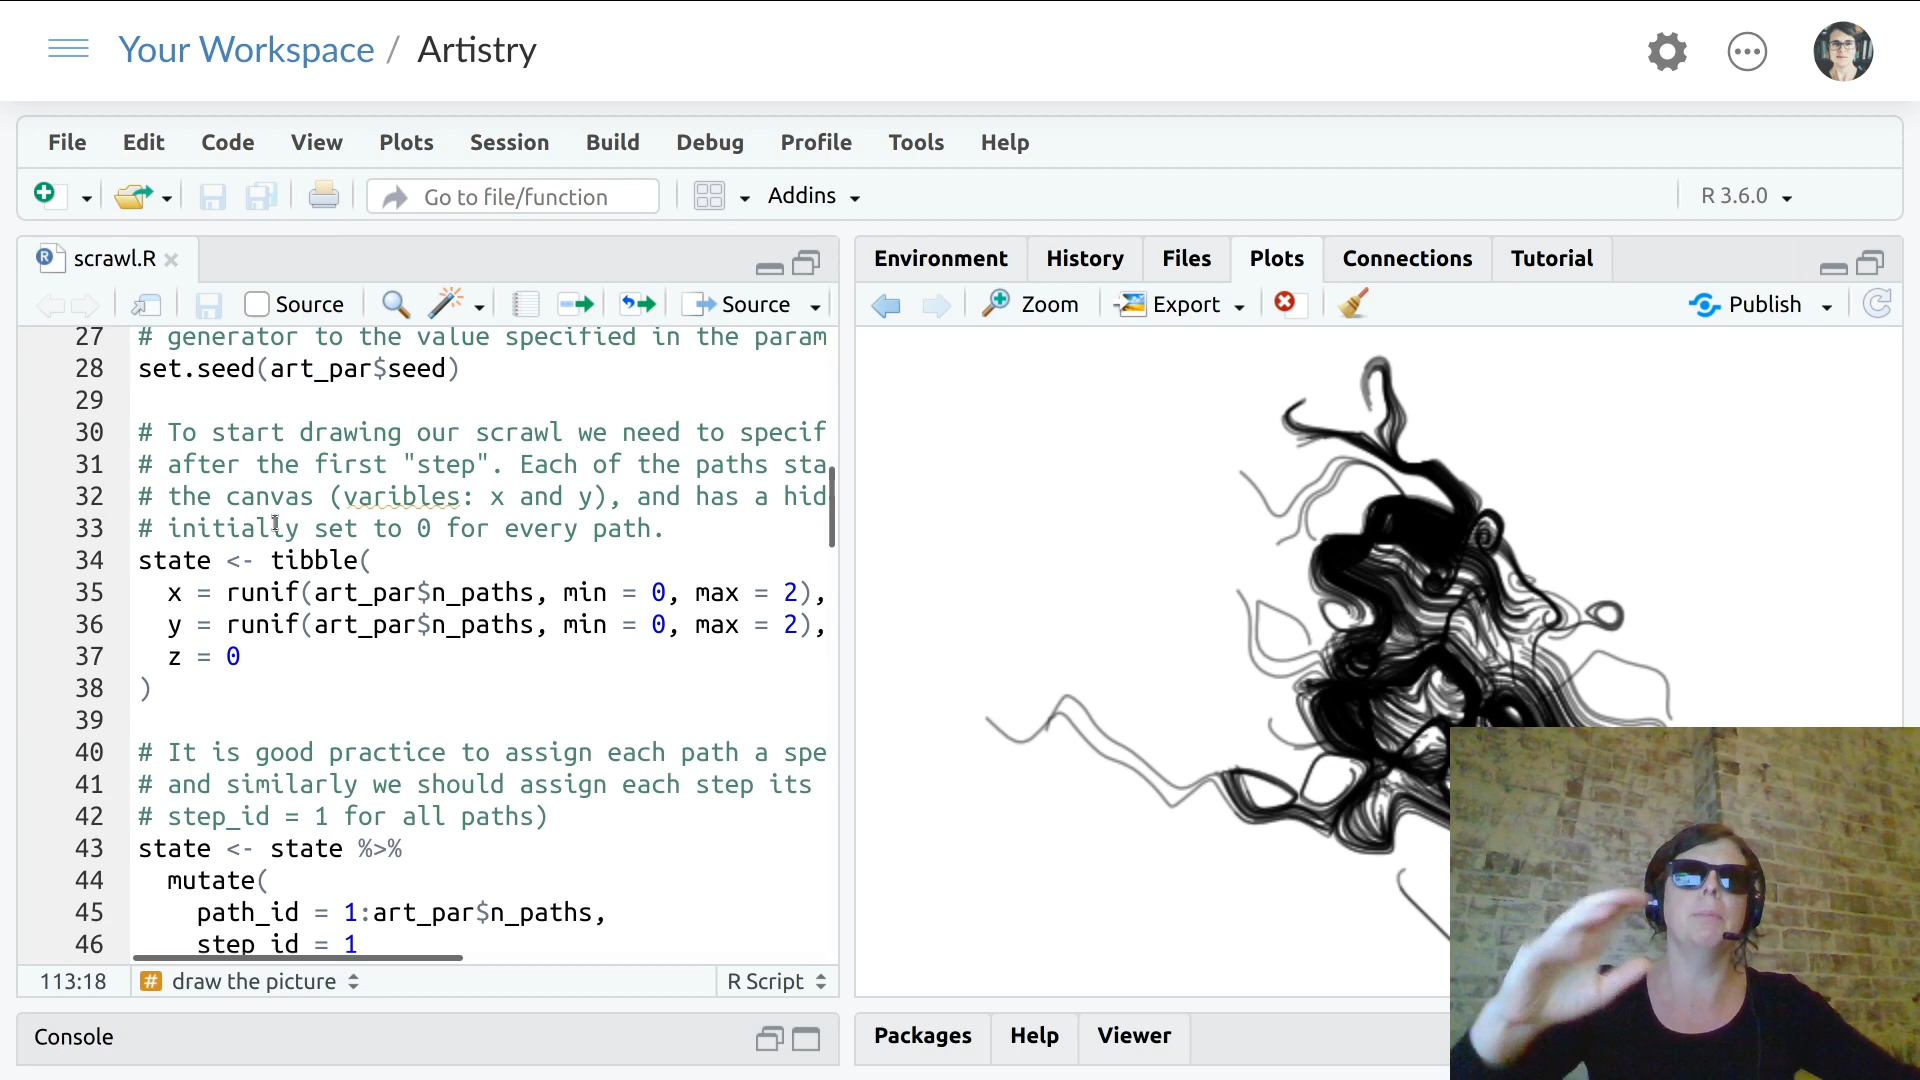 Your Workspace / Artistry
File Edit Code View Plots Session Build Debug Profile Tools Help
Go to file/function Addins R 3.6.0
scrawl.R
Source Source
27 # generator to the value specified in the param
28 set.seed(art_par$seed)
29
30 # To start drawing our scrawl we need to specif
31 # after the first "step". Each of the paths sta
32 # the canvas (varibles: x and y), and has a hid
33 # initially set to 0 for every path.
34 state <- tibble(
35 x = runif(art_par$n_paths, min = 0, max = 2),
36 y = runif(art_par$n_paths, min = 0, max = 2),
37 z = 0
38 )
39
40 # It is good practice to assign each path a spe
41 # and similarly we should assign each step its
42 # step_id = 1 for all paths)
43 state <- state %>%
44 mutate(
45 path_id = 1:art_par$n_paths,
46 step_id = 1
113:18 # draw the picture R Script
Console
Environment History Files Plots Connections Tutorial
Zoom Export Publish
Packages Help Viewer